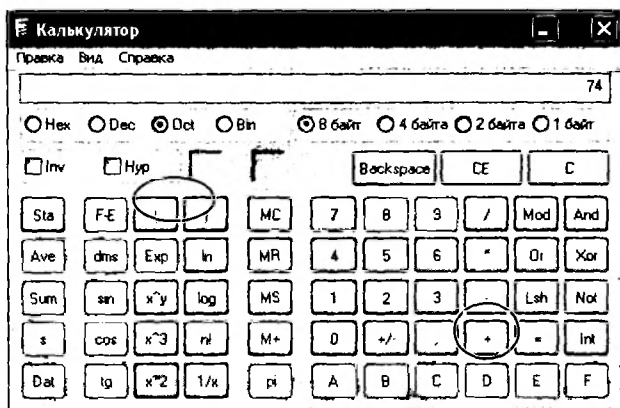 Калькулятор
Правка Вид Справка
74
Hex Dec Oct Bin 8 байт 4 байта 2 байта 1 байт
Inv Hyp Backspace CE C
Sta F-E ( ) MC 7 8 9 / Mod And
Ave dms Exp ln MR 4 5 6 * Or Xor
Sum sin x^y log MS 1 2 3 - Lsh Not
s cos x^3 n! M+ 0 +/- , + = Int
Dat tg x^2 1/x pi A B C D E F